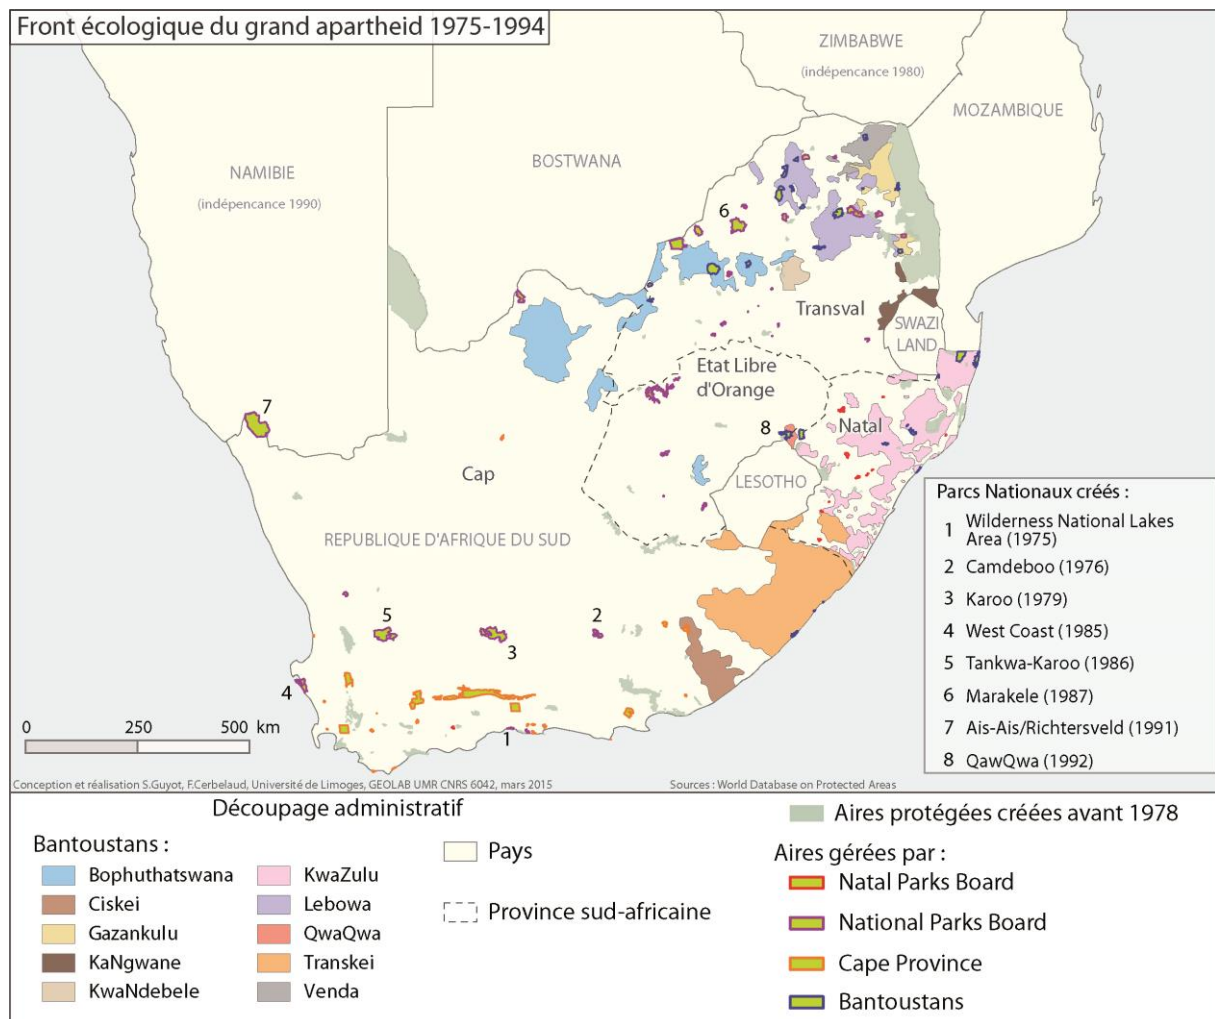 Front écologique du grand apartheid 1975-1994
ZIMBABWE
(indépencance 1980)
MOZAMBIQUE
BOSTWANA
NAMIBIE
(indépencance 1990)
6
Transval
SWAZI
LAND
Etat Libre
d'Orange
7
8
Natal
Cap
LESOTHO
REPUBLIQUE D'AFRIQUE DU SUD
5
3
2
4
1
0 250 500 km
Parcs Nationaux créés :
1 Wilderness National Lakes
Area (1975)
2 Camdeboo (1976)
3 Karoo (1979)
4 West Coast (1985)
5 Tankwa-Karoo (1986)
6 Marakele (1987)
7 Ais-Ais/Richtersveld (1991)
8 QawQwa (1992)
Conception et réalisation S.Guyot, F.Cerbelaud, Université de Limoges, GEOLAB UMR CNRS 6042, mars 2015
Sources : World Database on Protected Areas
Découpage administratif
Bantoustans :
Bophuthatswana
Ciskei
Gazankulu
KaNgwane
KwaNdebele
KwaZulu
Lebowa
QwaQwa
Transkei
Venda
Pays
Province sud-africaine
Aires protégées créées avant 1978
Aires gérées par :
Natal Parks Board
National Parks Board
Cape Province
Bantoustans